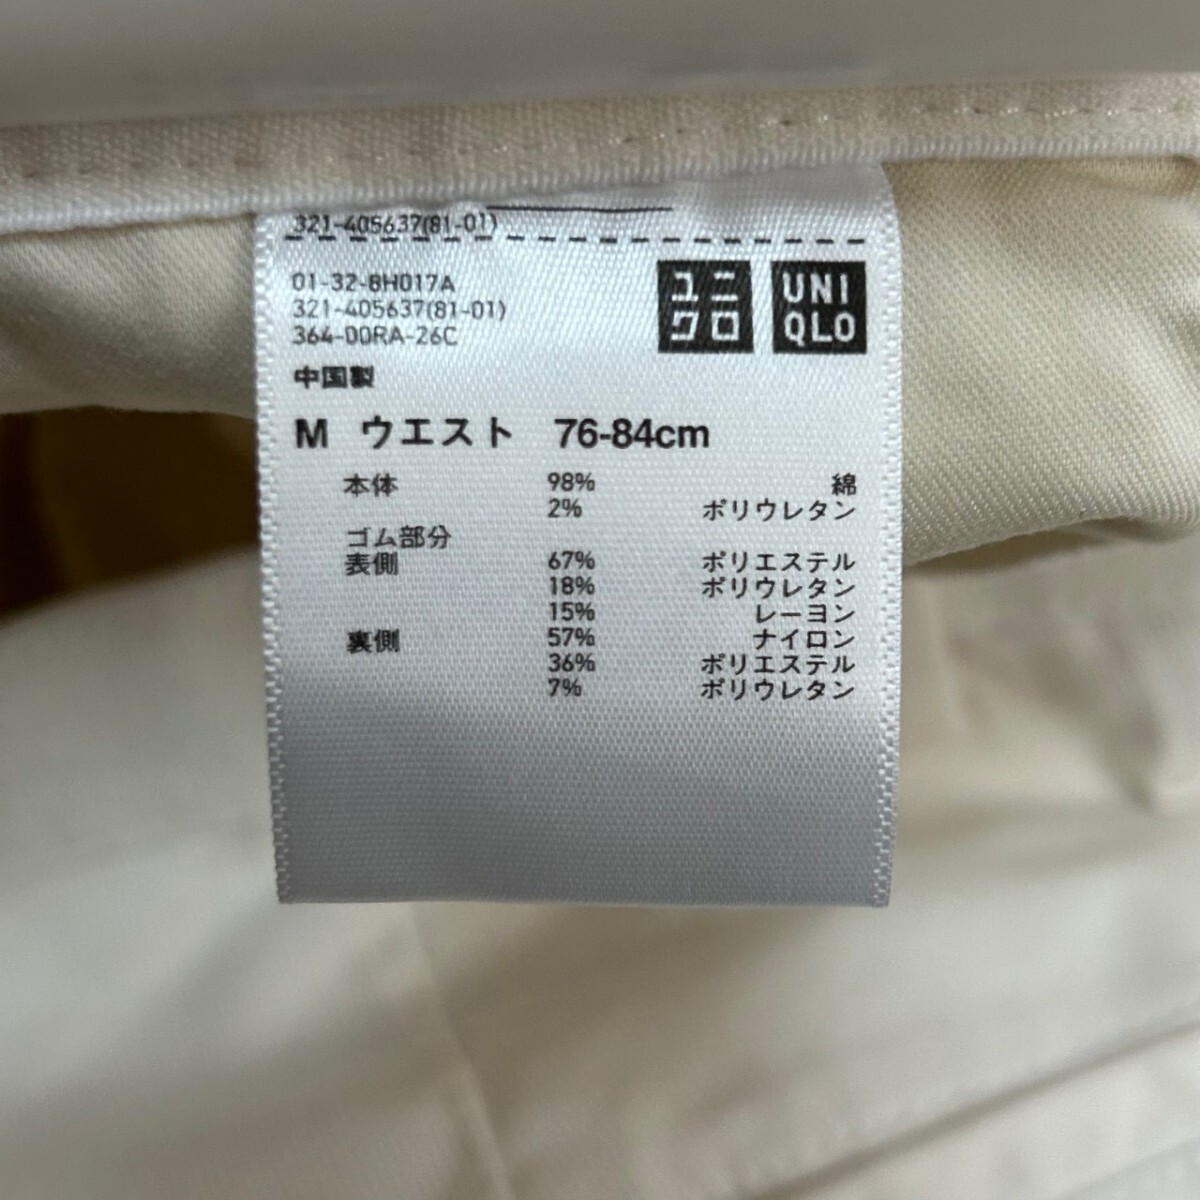 321-405637(81-01)
01-32-8H017A
321-405637(81-01)
364-00RA-26C
ユニクロ
UNIQLO
中国製
M ウエスト 76-84cm
本体 98% 綿
2% ポリウレタン
ゴム部分
表側 67% ポリエステル
18% ポリウレタン
15% レーヨン
裏側 57% ナイロン
36% ポリエステル
7% ポリウレタン